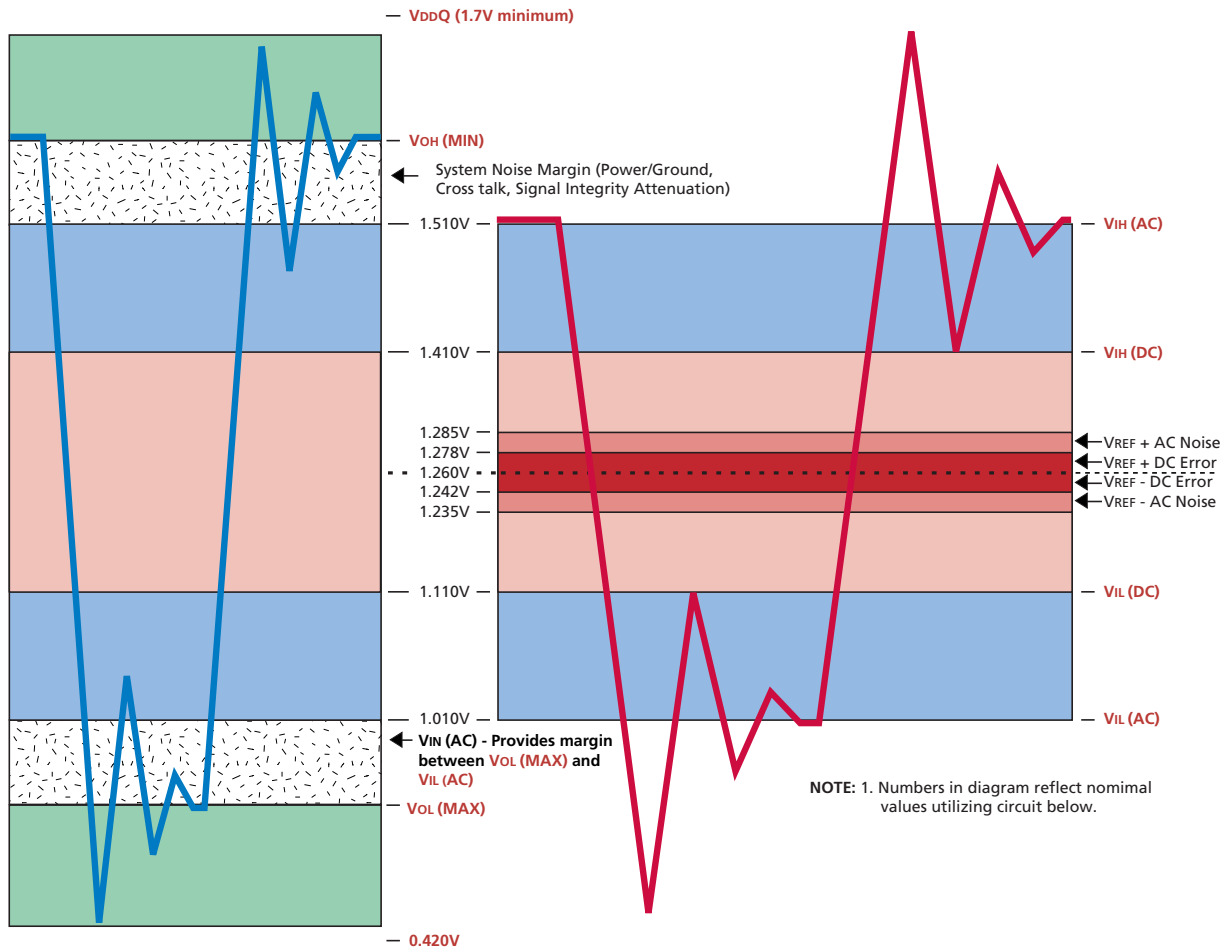 VDDQ (1.7V minimum)
VOH (MIN)
System Noise Margin (Power/Ground,
Cross talk, Signal Integrity Attenuation)
1.510V
VIH (AC)
1.410V
VIH (DC)
1.285V
1.278V
1.260V
1.242V
1.235V
VREF + AC Noise
VREF + DC Error
VREF - DC Error
VREF - AC Noise
1.110V
VIL (DC)
1.010V
VIL (AC)
VIN (AC) - Provides margin
between VOL (MAX) and
VIL (AC)
VOL (MAX)
NOTE: 1. Numbers in diagram reflect nomimal
values utilizing circuit below.
0.420V